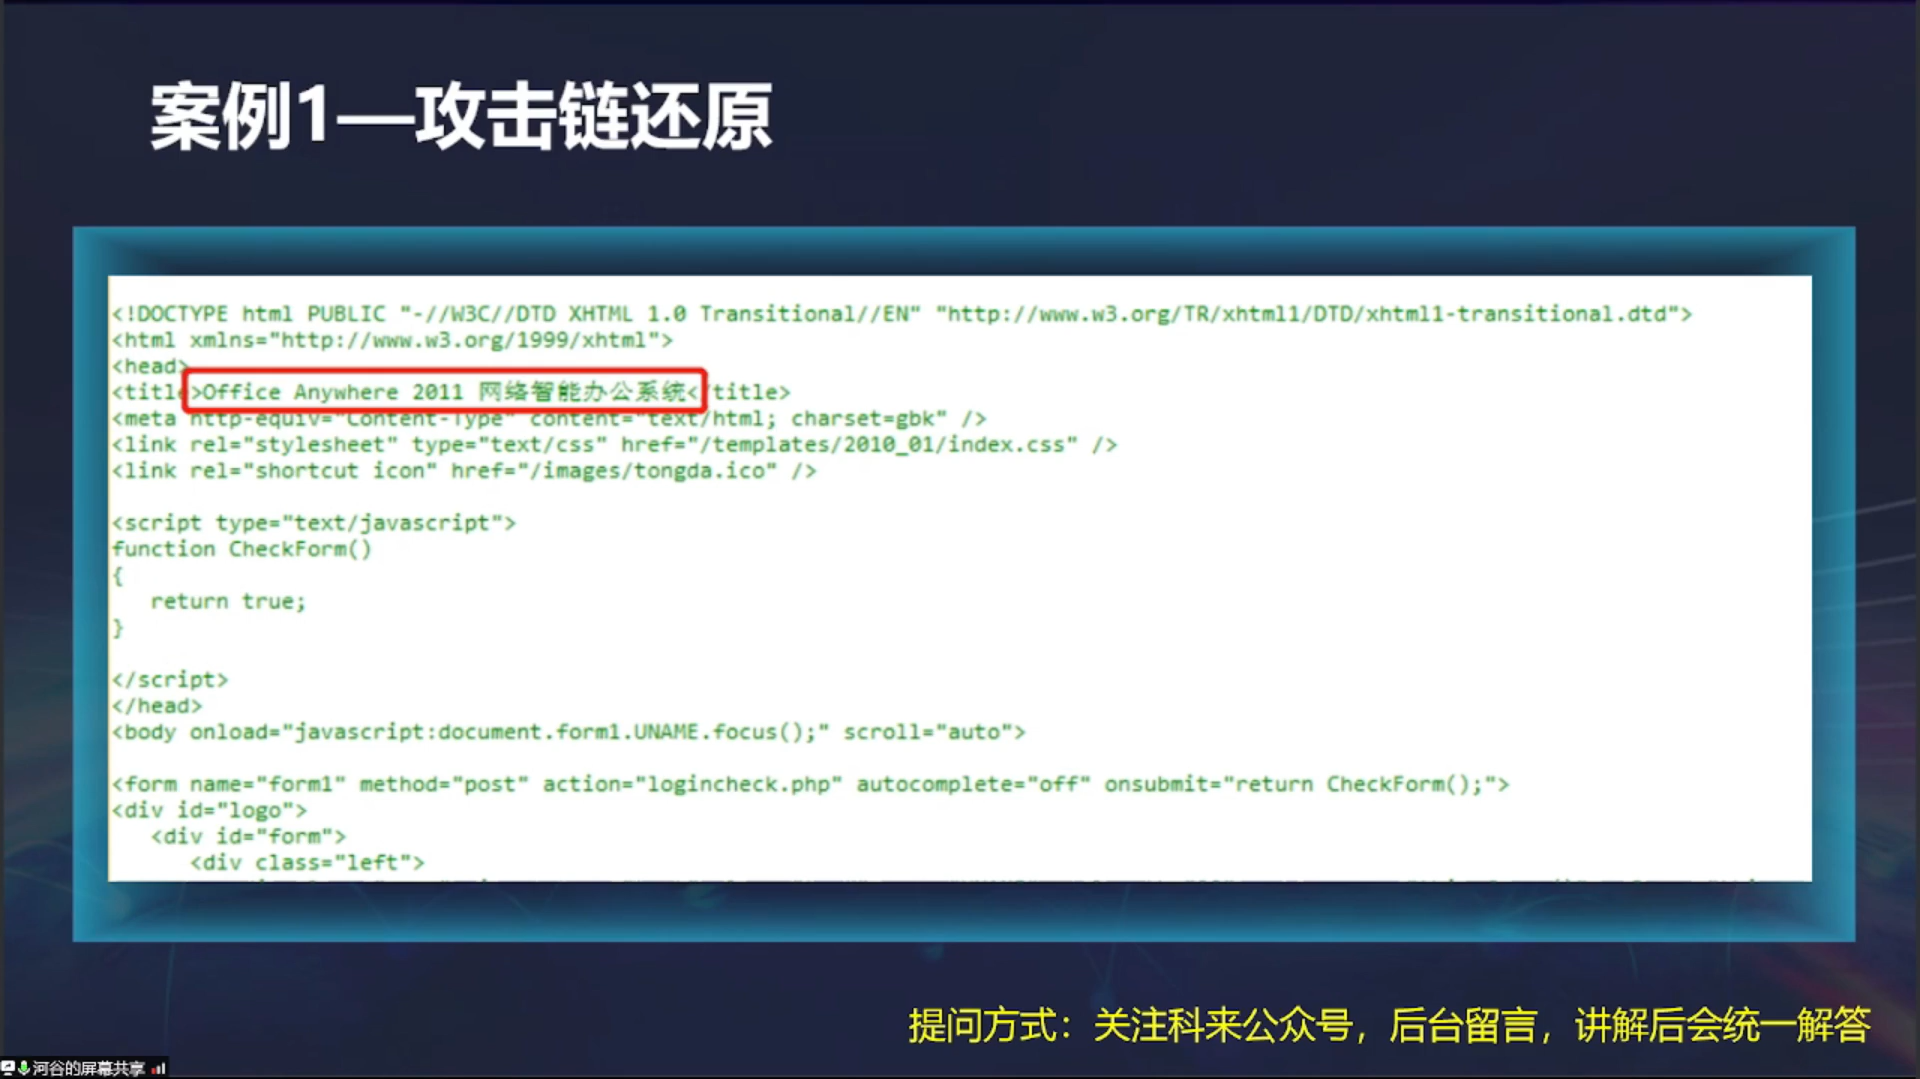 案例1—攻击链还原
<!DOCTYPE html PUBLIC "-//W3C//DTD XHTML 1.0 Transitional//EN" "http://www.w3.org/TR/xhtml1/DTD/xhtml1-transitional.dtd">
<html xmlns="http://www.w3.org/1999/xhtml">
<head>
<title>Office Anywhere 2011 网络智能办公系统</title>
<meta http-equiv="Content-Type" content="text/html; charset=gbk" />
<link rel="stylesheet" type="text/css" href="/templates/2010_01/index.css" />
<link rel="shortcut icon" href="/images/tongda.ico" />
<script type="text/javascript">
function CheckForm()
{
return true;
}
</script>
</head>
<body onload="javascript:document.form1.UNAME.focus();" scroll="auto">
<form name="form1" method="post" action="logincheck.php" autocomplete="off" onsubmit="return CheckForm();">
<div id="logo">
<div id="form">
<div class="left">
提问方式：关注科来公众号，后台留言，讲解后会统一解答
河谷的屏幕共享